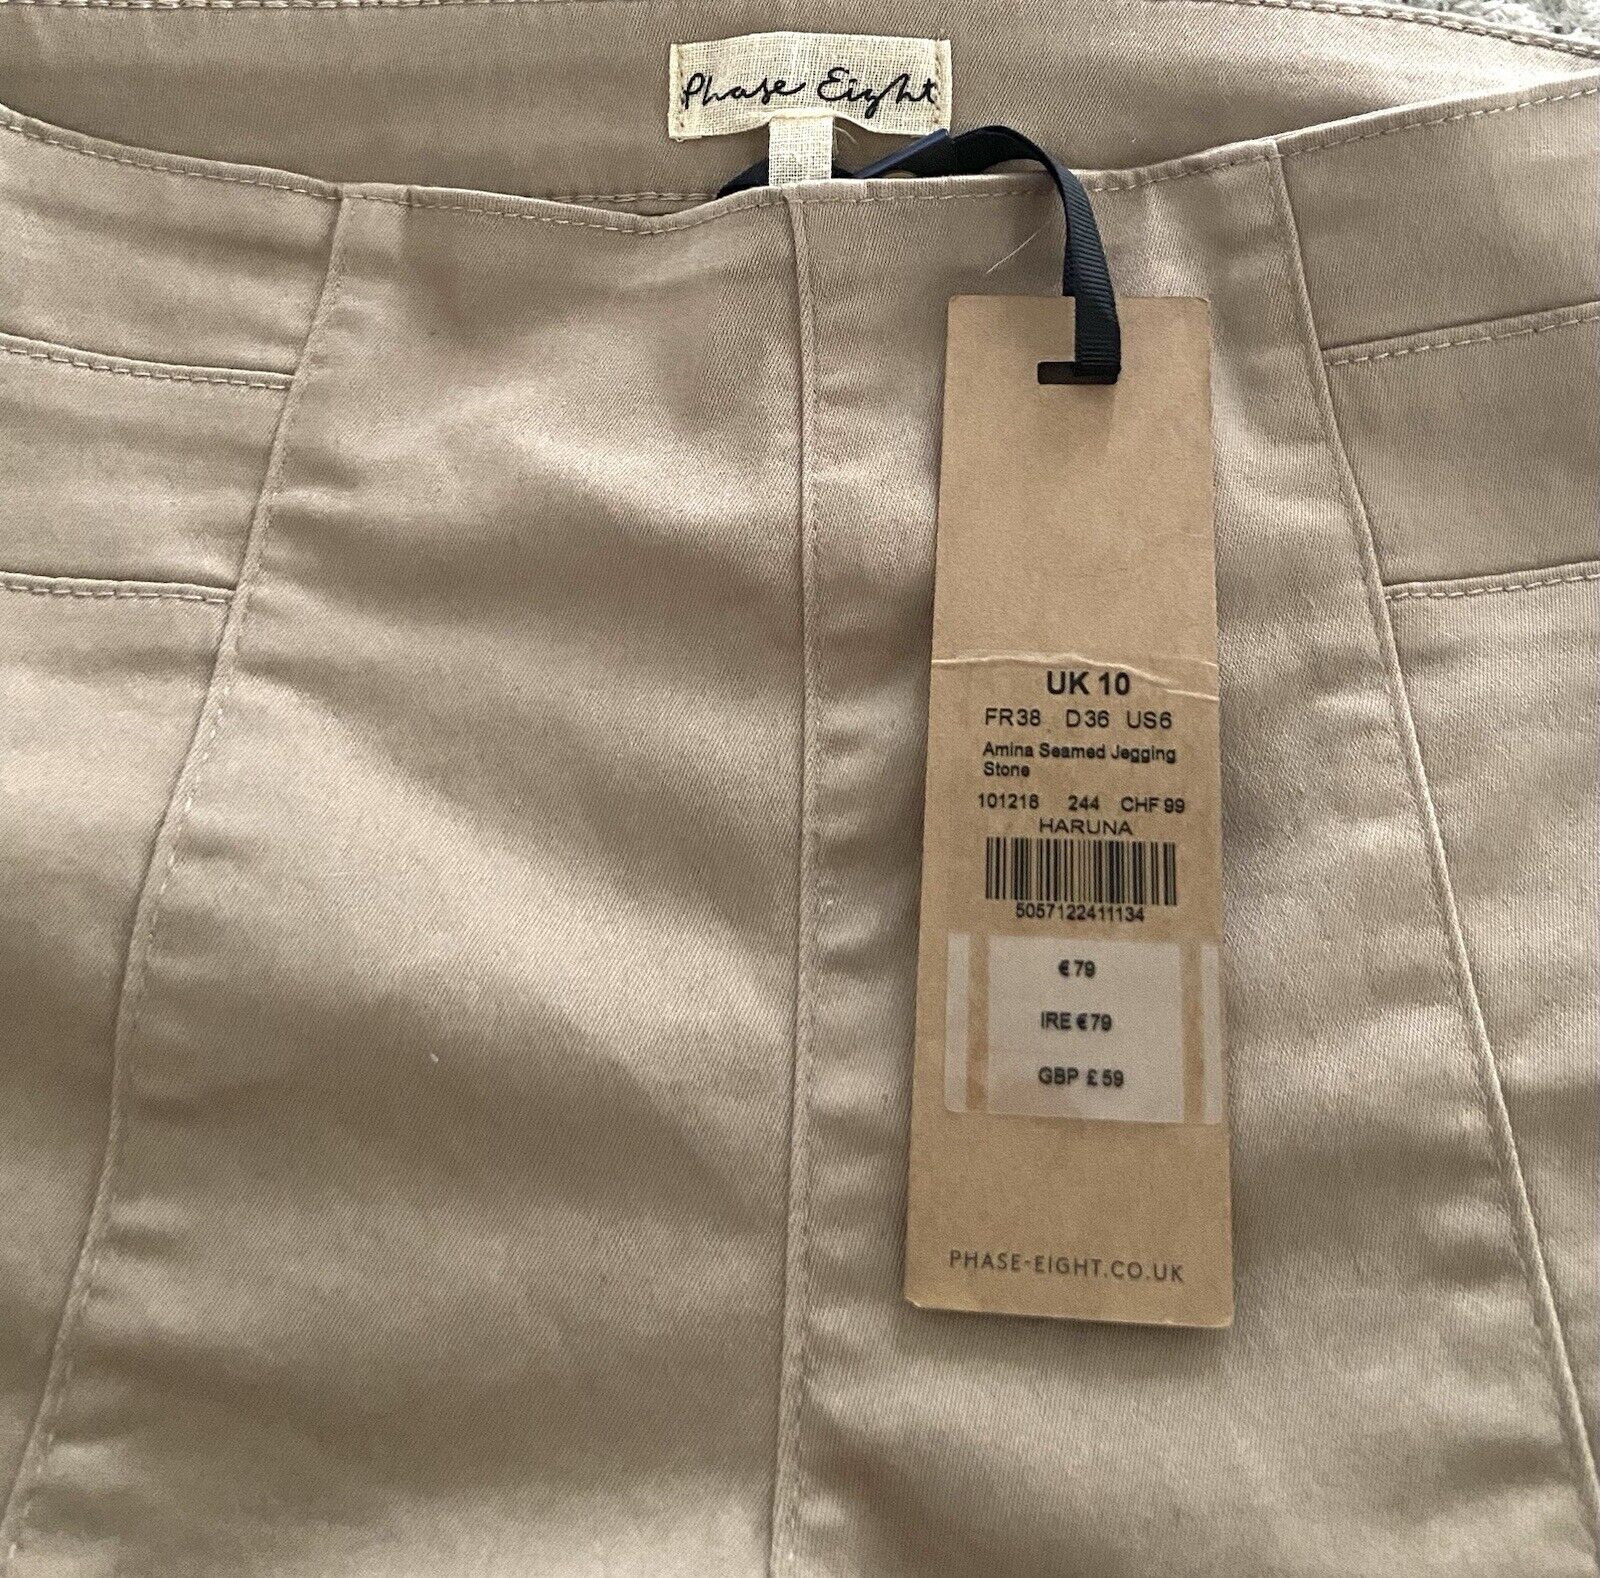 Phase Eight
UK 10
FR38 D36 US6
Amina Seamed Jegging
Stone
101218 244 CHF 99
HARUNA
5057122411134
€79
IRE €79
GBP £59
PHASE-EIGHT.CO.UK